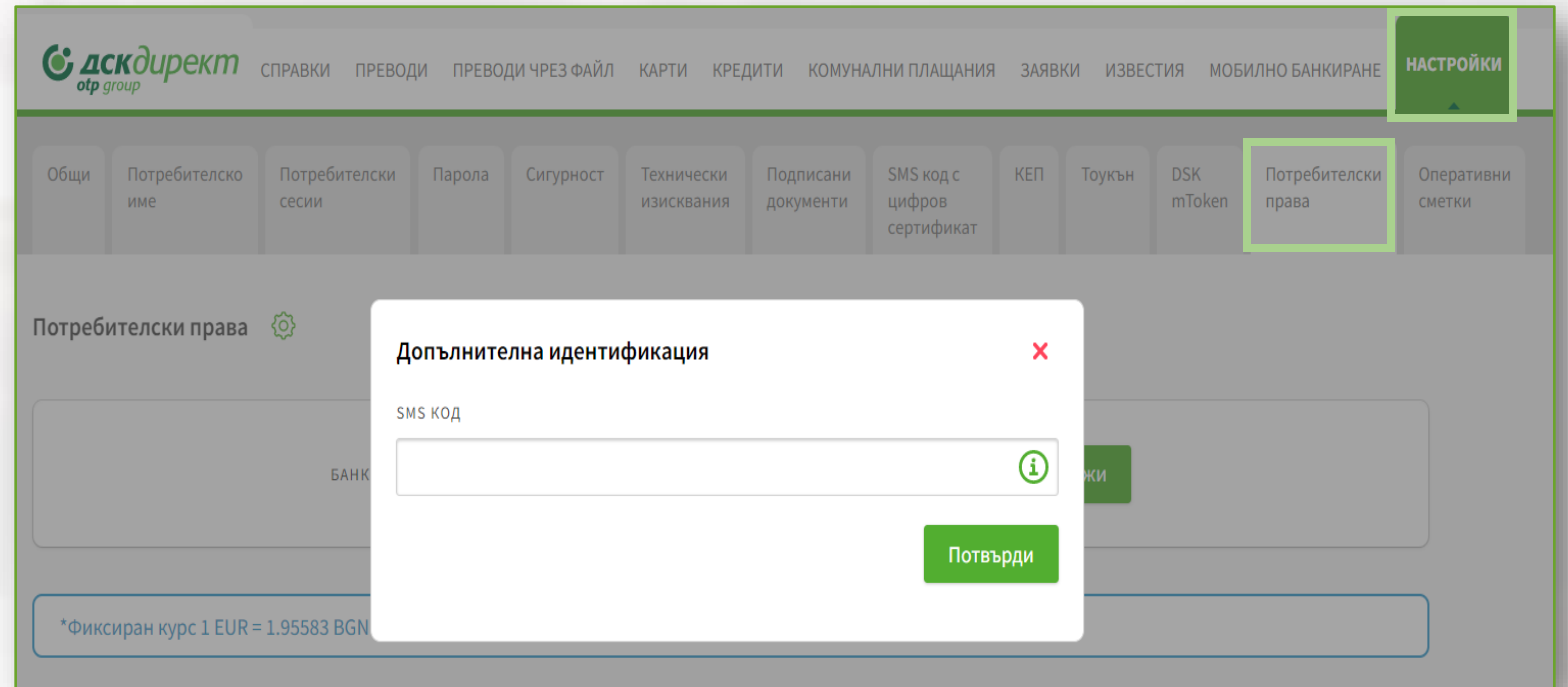 дскдирект
otp group
СПРАВКИ ПРЕВОДИ ПРЕВОДИ ЧРЕЗ ФАЙЛ КАРТИ КРЕДИТИ КОМУНАЛНИ ПЛАЩАНИЯ ЗАЯВКИ ИЗВЕСТИЯ МОБИЛНО БАНКИРАНЕ НАСТРОЙКИ
Общи
Потребителско
име
Потребителски
сесии
Парола
Сигурност
Технически
изисквания
Подписани
документи
SMS код с
цифров
сертификат
КЕП
Тоукън
DSK
mToken
Потребителски
права
Оперативни
сметки
Потребителски права
Допълнителна идентификация
SMS КОД
Потвърди
*Фиксиран курс 1 EUR = 1.95583 BGN